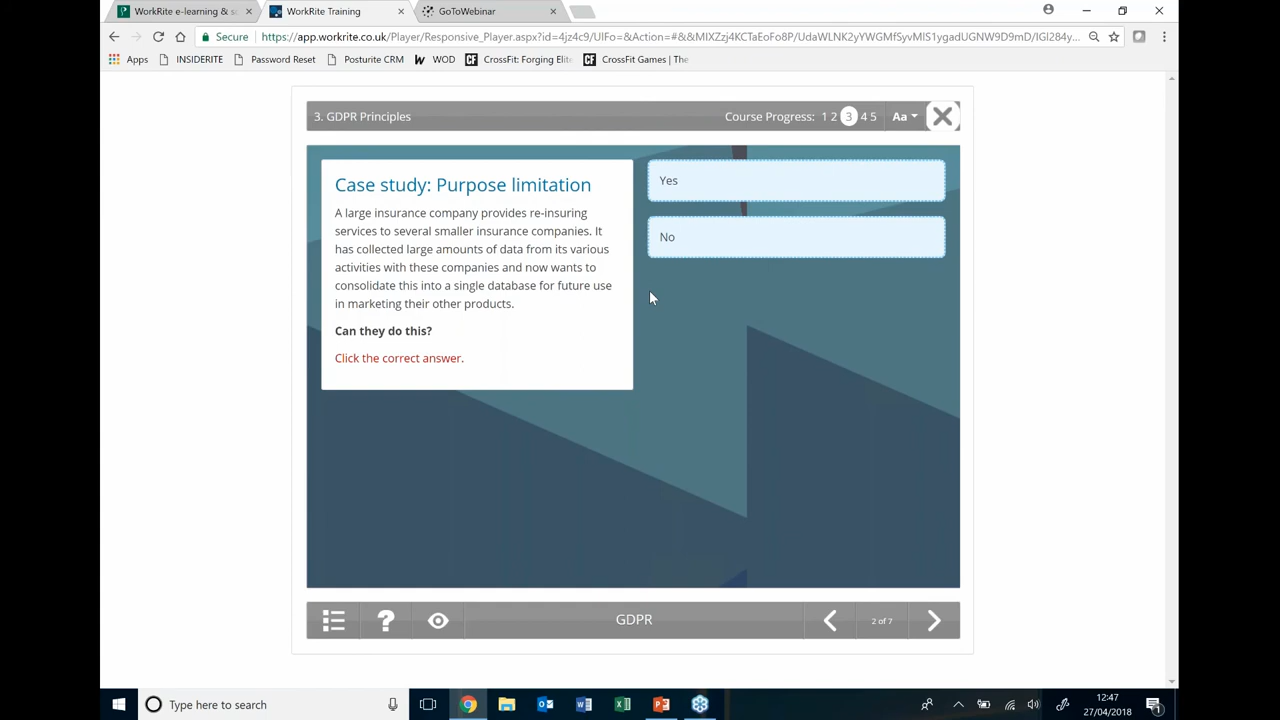 WorkRite e-learning & s
WorkRite Training
GoToWebinar
Secure
https://app.workrite.co.uk/Player/Responsive_Player.aspx?id=4jz4c9/UIFo=&Action=#&&MIXZzj4KCTaEoFo8P/UdaWLNK2yYWGMfSyvMlS1ygadUGNW9D9mD/IGl284y...
Apps
INSIDERITE
Password Reset
Posturite CRM
WOD
CrossFit: Forging Elit
CrossFit Games | The
3. GDPR Principles
Course Progress: 1 2 3 4 5
Aa
Case study: Purpose limitation
A large insurance company provides re-insuring
services to several smaller insurance companies. It
has collected large amounts of data from its various
activities with these companies and now wants to
consolidate this into a single database for future use
in marketing their other products.
Can they do this?
Click the correct answer.
Yes
No
GDPR
2 of 7
Type here to search
12:47
27/04/2018